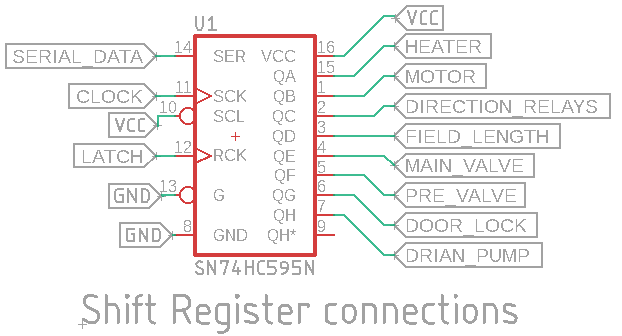 U1
SERIAL_DATA 14 SER VCC 16 VCC
QA 15 HEATER
CLOCK 11 SCK QB 1 MOTOR
VCC 10 SCL QC 2 DIRECTION_RELAYS
QD 3 FIELD_LENGTH
LATCH 12 RCK QE 4 MAIN_VALVE
QF 5 PRE_VALVE
GND 13 G QG 6 DOOR_LOCK
QH 7 DRIAN_PUMP
GND 8 GND QH* 9
SN74HC595N
Shift Register connections